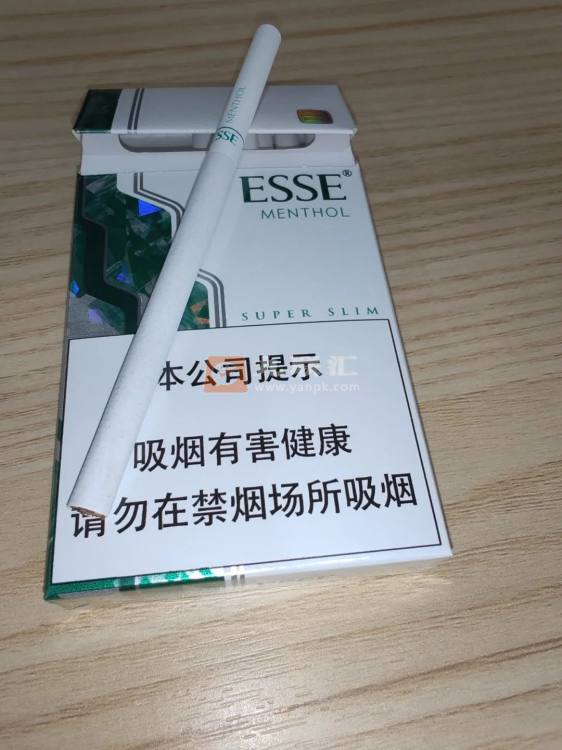 MENTHOL
ESSE
ESSE®
MENTHOL
SUPER SLIM
本公司提示
www.yanpk.com
吸烟有害健康
请勿在禁烟场所吸烟